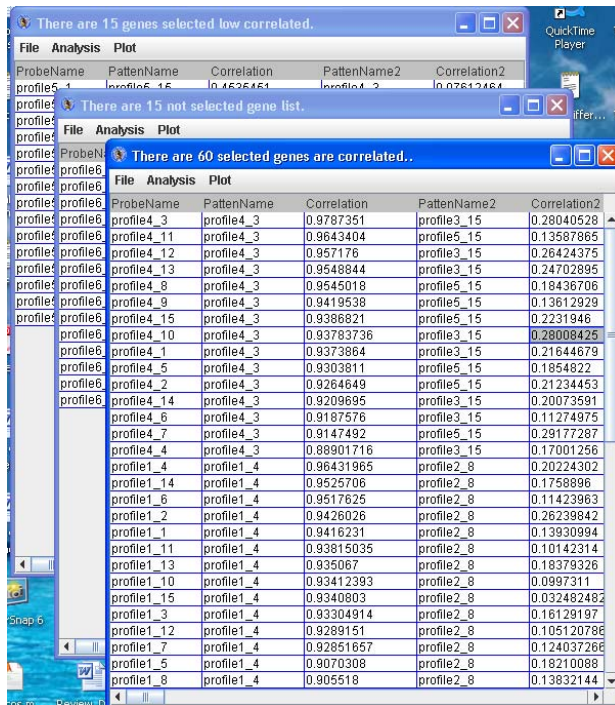 There are 15 genes selected low correlated.
File Analysis Plot
ProbeName PattenName Correlation PattenName2 Correlation2
QuickTime
Player
There are 15 not selected gene list.
File Analysis Plot
There are 60 selected genes are correlated..
File Analysis Plot
ProbeName PattenName Correlation PattenName2 Correlation2
profile4_3 profile4_3 0.9787351 profile3_15 0.28040528
profile4_11 profile4_3 0.9643404 profile5_15 0.13587865
profile4_12 profile4_3 0.957176 profile3_15 0.26424375
profile4_13 profile4_3 0.9548844 profile3_15 0.24702895
profile4_8 profile4_3 0.9545018 profile5_15 0.18436706
profile4_9 profile4_3 0.9419538 profile5_15 0.13612929
profile4_15 profile4_3 0.9386821 profile5_15 0.2231946
profile4_10 profile4_3 0.93783736 profile3_15 0.28008425
profile4_1 profile4_3 0.9373864 profile3_15 0.21644679
profile4_5 profile4_3 0.9303811 profile5_15 0.1854822
profile4_2 profile4_3 0.9264649 profile5_15 0.21234453
profile4_14 profile4_3 0.9209695 profile3_15 0.20073591
profile4_6 profile4_3 0.9187576 profile3_15 0.11274975
profile4_7 profile4_3 0.9147492 profile5_15 0.29177287
profile4_4 profile4_3 0.88901716 profile3_15 0.17001256
profile1_4 profile1_4 0.96431965 profile2_8 0.20224302
profile1_14 profile1_4 0.9525706 profile2_8 0.1758896
profile1_6 profile1_4 0.9517625 profile2_8 0.11423963
profile1_2 profile1_4 0.9426026 profile2_8 0.26239842
profile1_1 profile1_4 0.9416231 profile2_8 0.13930994
profile1_11 profile1_4 0.93815035 profile2_8 0.10142314
profile1_13 profile1_4 0.935067 profile2_8 0.18379326
profile1_10 profile1_4 0.93412393 profile2_8 0.0997311
profile1_15 profile1_4 0.9340803 profile2_8 0.032482482
profile1_3 profile1_4 0.93304914 profile2_8 0.16129197
profile1_12 profile1_4 0.9289151 profile2_8 0.105120786
profile1_7 profile1_4 0.92851657 profile2_8 0.124037266
profile1_5 profile1_4 0.9070308 profile2_8 0.18210088
profile1_8 profile1_4 0.905518 profile2_8 0.13832144